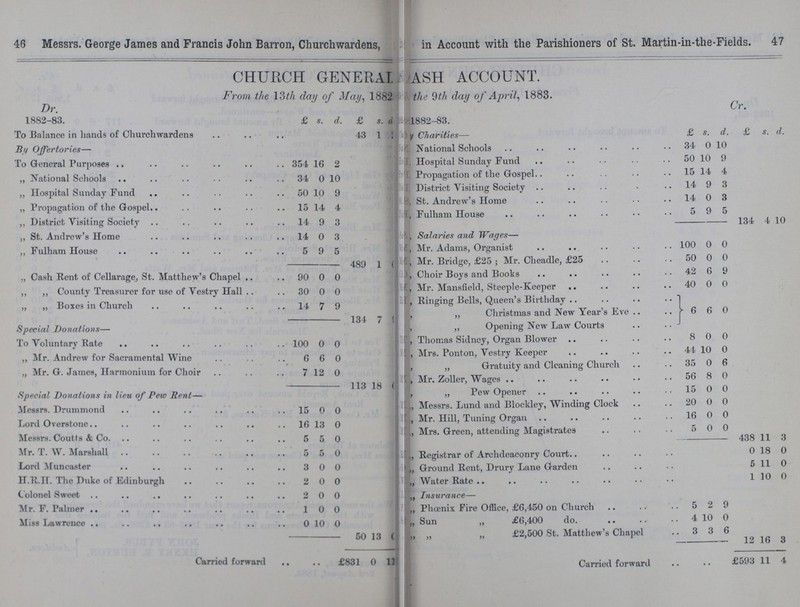 46 Messrs. George James and Francis John Barron, Churchwardens,
CHURCH GENERAL
From the 13th day of May, 1882
Dr.
1882-83. £ s. d. £ s. d
To Balance in hands of Churchwardens .. .. .. 43 1
By Offertories—
To General Purposes .. .. .. .. .. .. 354 16 2
„ National Schools .. .. .. .. .. .. 34 0 10
„ Hospital Sunday Fund .. .. .. .. .. 50 10 9
„ Propagation of the Gospel.. .. .. .. .. 15 14 4
„ District Visiting Society .. .. .. .. .. 14 9 3
„ St. Andrew's Home .. .. .. .. .. 14 0 3
„ Fulham House .. .. .. .. .. .. 5 9 5
489 1
„ Cash Rent of Cellarage, St. Matthew's Chapel .. .. 90 0 0
„ „ County Treasurer for use of Vestry Hall .. .. 30 0 0
„ „ Boxes in Church .. .. .. .. .. 14 7 9
134 7
Special Donations—
To Voluntary Rate .. .. .. .. .. .. 100 0 0
„ Mr. Andrew for Sacramental Wine .. .. .. 6 6 0
„ Mr. G. James, Harmonium for Choir .. .. .. 7 12 0
113 18
Special Donations in lieu of Pew Rent—
Messrs. Drummond .. .. .. .. .. .. 15 0 0
Lord Overstone.. .. .. .. .. .. .. 16 13 0
Messrs. Coutts & Co. .. .. .. .. .. .. 5 5 0
Mr. T. W. Marshall .. .. .. .. .. .. 5 5 0
Lord Muncaster .. .. .. .. .. .. 3 0 0
H.R.H. The Duke of Edinburgh .. .. .. .. 2 0 0
Colonel Sweet .. .. .. .. .. .. .. 2 0 0
Mr. F. Palmer .. .. .. .. .. .. .. 1 0 0
Miss Lawrence .. .. .. .. .. .. .. 0 10 0
50 13
Carried forward .. .. £831 0 11
in Account with the Parishioners of St. Martin-in-the-Fields. 47
ASH ACCOUNT.
the 9th day of April, 1883.
Cr.
1882-83.
y Charities— £ s. d. £ s. d.
National Schools .. .. .. .. .. .. 34 0 10
Hospital Sunday Fund .. .. .. .. .. 50 10 9
Propagation of the Gospel.. .. .. .. .. 15 14 4
District Visiting Society .. .. .. .. .. 14 9 3
St. Andrew's Home .. .. .. .. .. 14 0 3
Fulham House .. .. .. .. .. .. 5 9 5
134 4 10
, Salaries and Wages—
, Mr. Adams, Organist .. .. .. .. .. 100 0 0
, Mr. Bridge, £25 ; Mr. Cheadle, £25 .. .. .. 50 0 0
, Choir Boys and Books .. .. .. .. .. 42 6 9
, Mr. Mansfield, Steeple-Keeper .. .. .. .. 40 0 0
, Ringing Bells, Queen's Birthday .. .. .. ..
, „ Christmas and New Year's Eve .. .. 6 6 0
, „ Opening New Law Courts ..
, Thomas Sidney, Organ Blower .. .. .. .. 8 0 0
, Mrs. Ponton, Vestry Keeper .. .. .. .. 44 10 0
, „ Gratuity and Cleaning Church .. .. 35 0 6
, Mr. Zoller, Wages .. .. .. .. .. .. 56 8 0
, „ Pew Opener .. .. .. .. .. 15 0 0
„ Messrs. Lund and Blockley, Winding Clock .. .. 20 0 0
, Mr. Hill, Tuning Organ .. .. .. .. .. 16 0 0
„ Mrs. Green, attending Magistrates .. .. .. 5 0 0
438 11 3
„ Registrar of Archdeaconry Court.. .. .. .. 0 18 0
„ Ground Rent, Drury Lane Garden .. .. .. 5 11 0
„ Water Rate .. .. .. .. .. .. .. 1 10 0
„ Insurance—
„ Phœnix Fire Office, £6,450 on Church .. .. .. 5 2 9
„ Sun „ £6,400 do. .. .. .. 4 10 0
„ „ „ £2,500 St. Matthew's Chapel .. 3 3 6
12 16 3
Carried forward .. .. £593 11 4